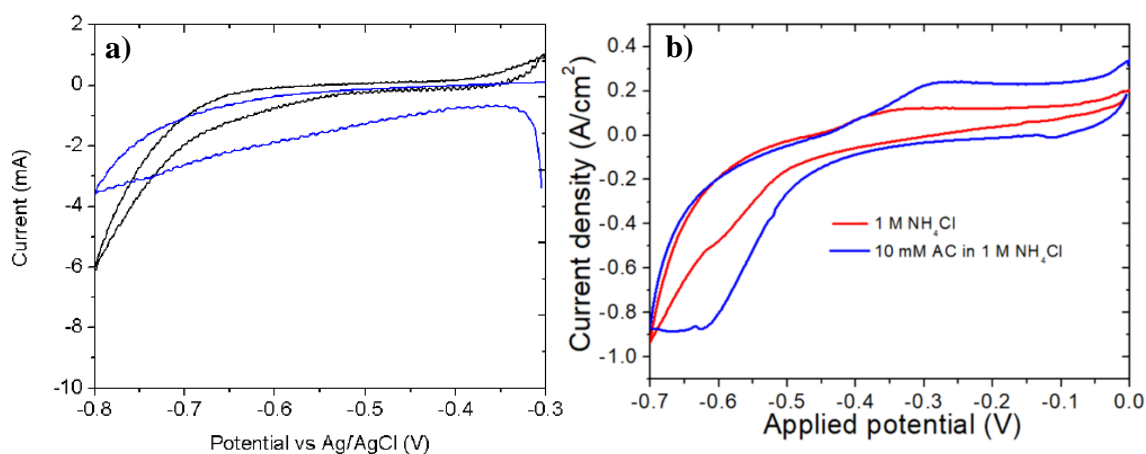 a)
2
0
-2
-4
-6
-8
-10
Current (mA)
-0.8 -0.7 -0.6 -0.5 -0.4 -0.3
Potential vs Ag/AgCl (V)
b)
0.4
0.2
0.0
-0.2
-0.4
-0.6
-0.8
-1.0
Current density (A/cm²)
1 M NH₄Cl
10 mM AC in 1 M NH₄Cl
-0.7 -0.6 -0.5 -0.4 -0.3 -0.2 -0.1 0.0
Applied potential (V)